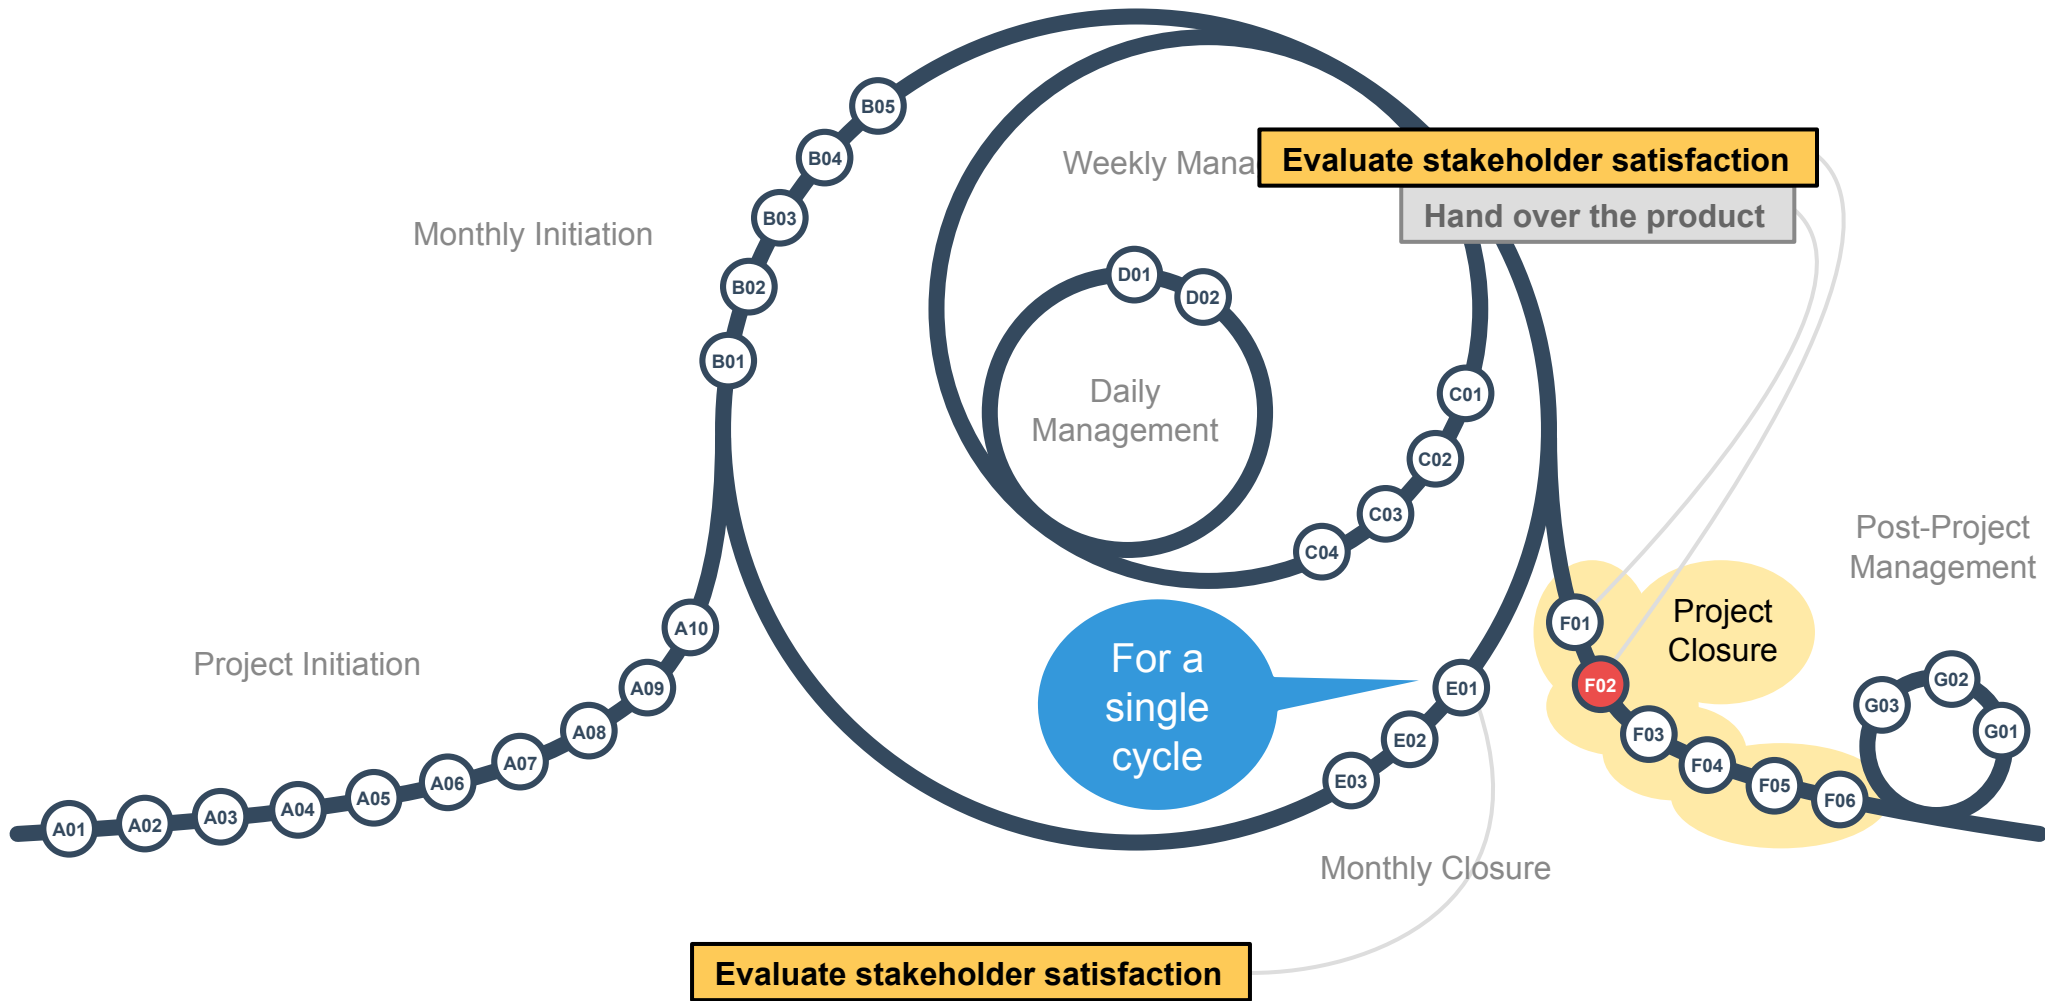 B05
B04
B03
B02
B01
Monthly Initiation
Weekly Mana
Evaluate stakeholder satisfaction
Hand over the product
D01
D02
Daily
Management
C01
C02
C03
C04
Post-Project
Management
Project Initiation
A01
A02
A03
A04
A05
A06
A07
A08
A09
A10
For a
single
cycle
E01
E02
E03
Monthly Closure
Project
Closure
F01
F02
F03
F04
F05
F06
G03
G02
G01
Evaluate stakeholder satisfaction